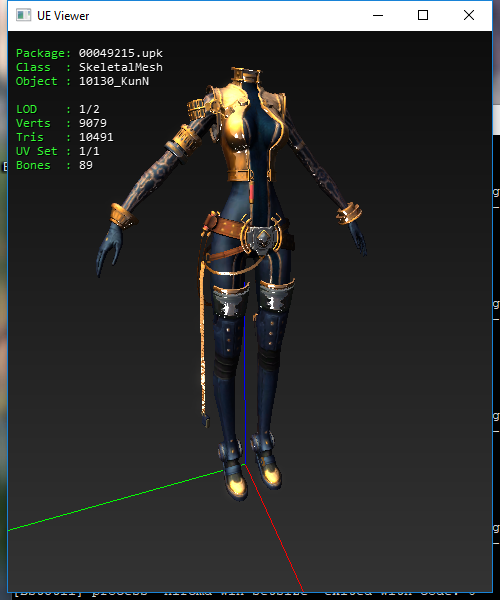 UE Viewer
Package: 00049215.upk
Class : SkeletalMesh
Object : 10130_KunN
LOD : 1/2
Verts : 9079
Tris : 10491
UV Set : 1/1
Bones : 89